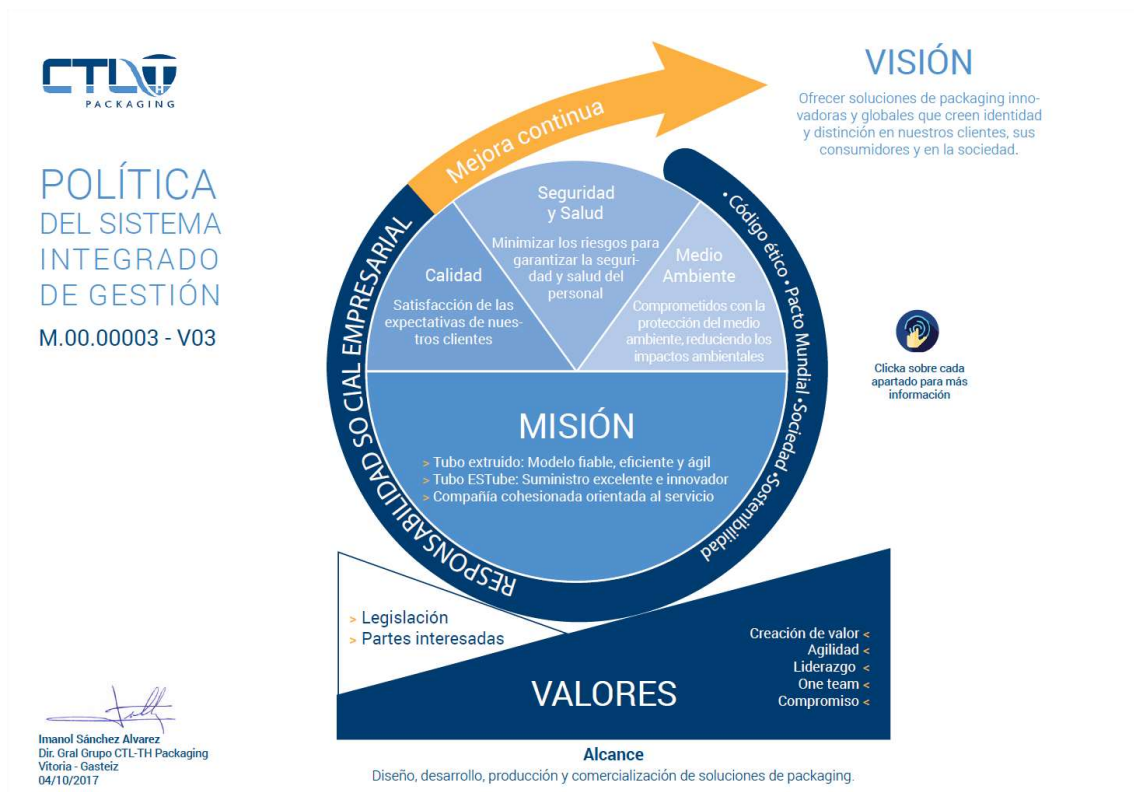 CTL-TH
PACKAGING
POLÍTICA
DEL SISTEMA
INTEGRADO
DE GESTIÓN
M.00.00003 - V03
Mejora continua
VISIÓN
Ofrecer soluciones de packaging inno-
vadoras y globales que creen identidad
y distinción en nuestros clientes, sus
consumidores y en la sociedad.
RESPONSABILIDAD SOCIAL EMPRESARIAL
Calidad
Satisfacción de las
expectativas de nues-
tros clientes
Seguridad
y Salud
Minimizar los riesgos para
garantizar la seguri-
dad y salud del
personal
Medio
Ambiente
Comprometidos con la
protección del medio
ambiente, reduciendo los
impactos ambientales
• Código ético • Pacto Mundial • Sociedad • Sostenibilidad
Clicka sobre cada
apartado para más
información
MISIÓN
> Tubo extruido: Modelo fiable, eficiente y ágil
> Tubo ESTube: Suministro excelente e innovador
> Compañía cohesionada orientada al servicio
> Legislación
> Partes interesadas
VALORES
Creación de valor <
Agilidad <
Liderazgo <
One team <
Compromiso <
Imanol Sánchez Alvarez
Dir. Gral Grupo CTL-TH Packaging
Vitoria - Gasteiz
04/10/2017
Alcance
Diseño, desarrollo, producción y comercialización de soluciones de packaging.